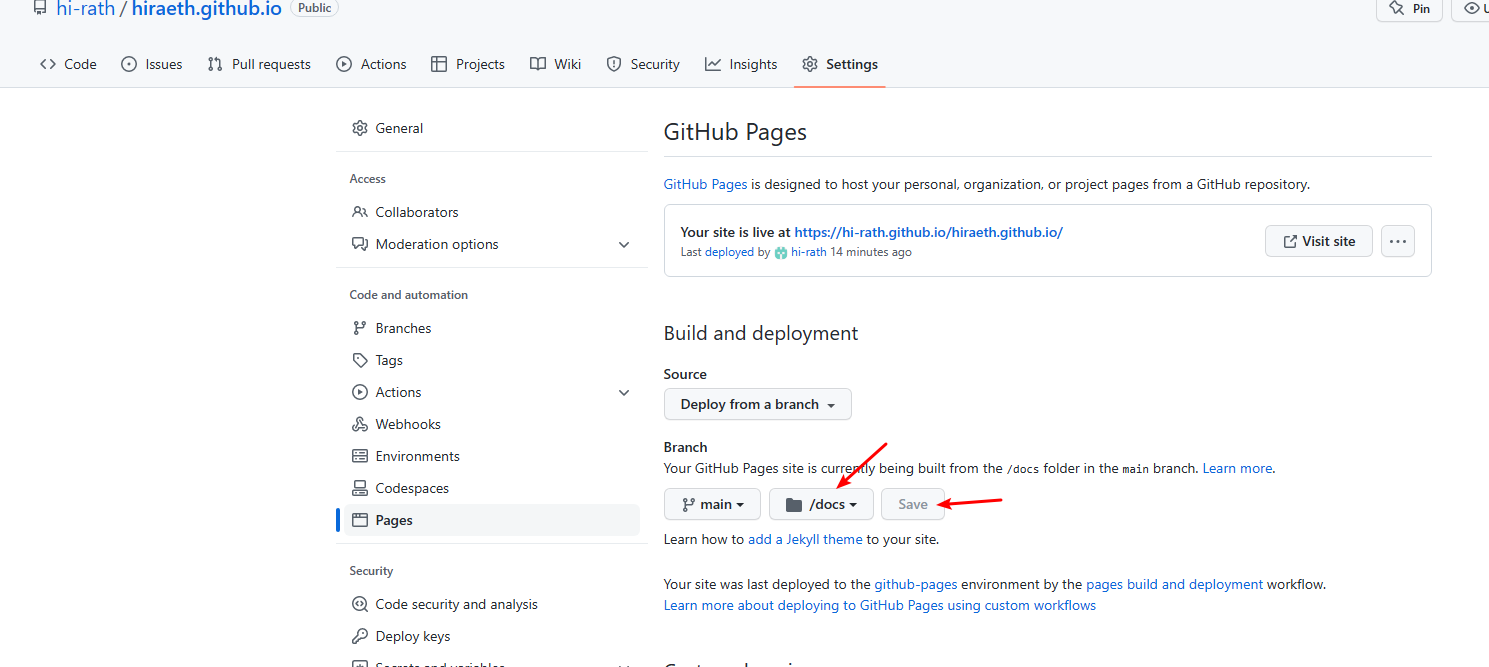 hi-rath / hiraeth.github.io Public Pin
Code Issues Pull requests Actions Projects Wiki Security Insights Settings
General
Access
Collaborators
Moderation options
Code and automation
Branches
Tags
Actions
Webhooks
Environments
Codespaces
Pages
Security
Code security and analysis
Deploy keys
Secrets and variables
GitHub Pages
GitHub Pages is designed to host your personal, organization, or project pages from a GitHub repository.
Your site is live at https://hi-rath.github.io/hiraeth.github.io/
Last deployed by hi-rath 14 minutes ago
Visit site
Build and deployment
Source
Deploy from a branch
Branch
Your GitHub Pages site is currently being built from the /docs folder in the main branch. Learn more.
main /docs Save
Learn how to add a Jekyll theme to your site.
Your site was last deployed to the github-pages environment by the pages build and deployment workflow.
Learn more about deploying to GitHub Pages using custom workflows